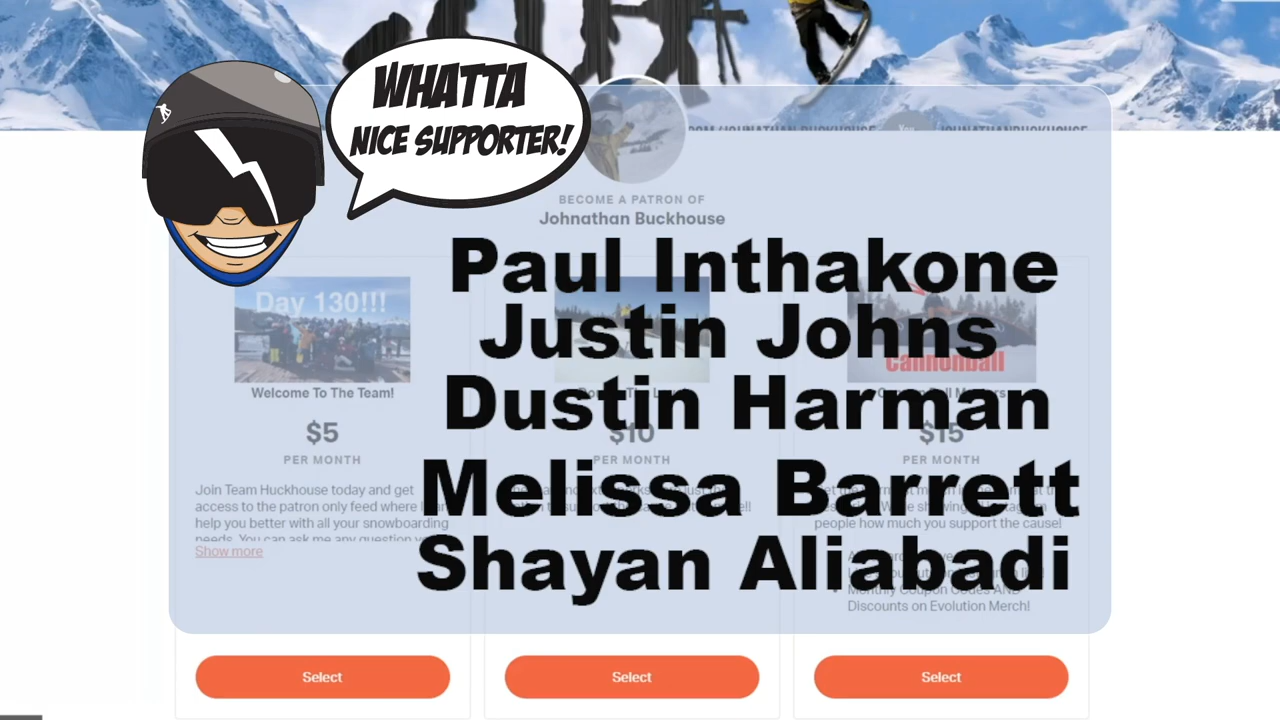 WHATTA
NICE SUPPORTER!
BECOME A PATRON OF
Johnathan Buckhouse
Paul Inthakone
Justin Johns
Dustin Harman
Melissa Barrett
Shayan Aliabadi
Day 130!!!
Welcome To The Team!
$5
PER MONTH
Join Team Huckhouse today and get
access to the patron only feed where I
help you better with all your snowboarding
needs. You can ask me any question
Show more
Select
$10
PER MONTH
Select
cannonball
$15
PER MONTH
people how much you support the cause!
Monthly Coupon Codes AND
Discounts on Evolution Merch!
Select